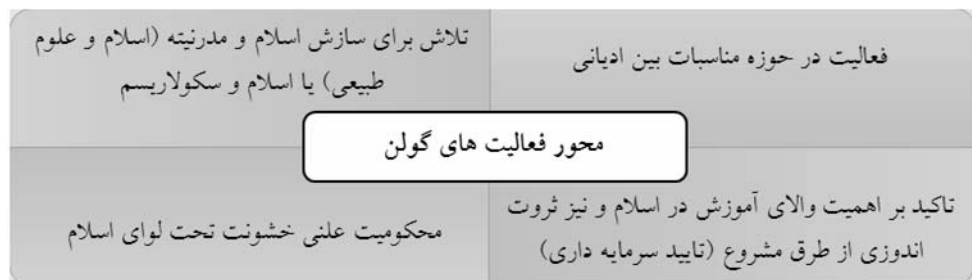 فعالیت در حوزه مناسبات بین ادیانی
تلاش برای سازش اسلام و مدرنیته (اسلام و علوم
طبیعی) یا اسلام و سکولاریسم
محور فعالیت های گولن
تاکید بر اهمیت والای آموزش در اسلام و نیز ثروت
اندوزی از طرق مشروع (تایید سرمایه داری)
محکومیت علنی خشونت تحت لوای اسلام